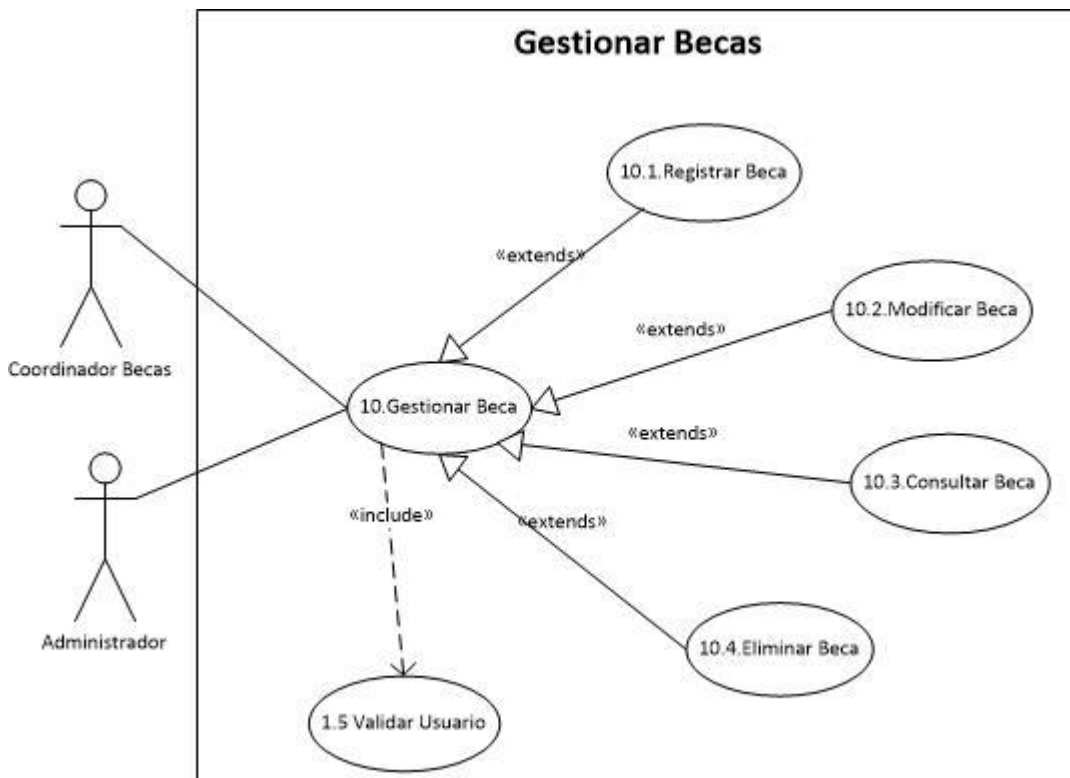 Gestionar Becas
10.1.Registrar Beca
«extends»
10.2.Modificar Beca
«extends»
Coordinador Becas
10.Gestionar Beca
«extends»
10.3.Consultar Beca
«include»
«extends»
Administrador
10.4.Eliminar Beca
1.5 Validar Usuario